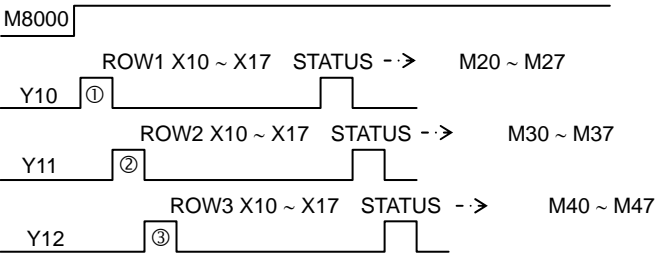 M8000
ROW1 X10 ~ X17 STATUS M20 ~ M27
Y10 ①
ROW2 X10 ~ X17 STATUS M30 ~ M37
Y11 ②
ROW3 X10 ~ X17 STATUS M40 ~ M47
Y12 ③